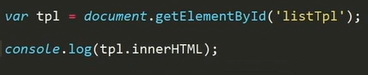 var tpl = document.getElementById('listTpl');
console.log(tpl.innerHTML);